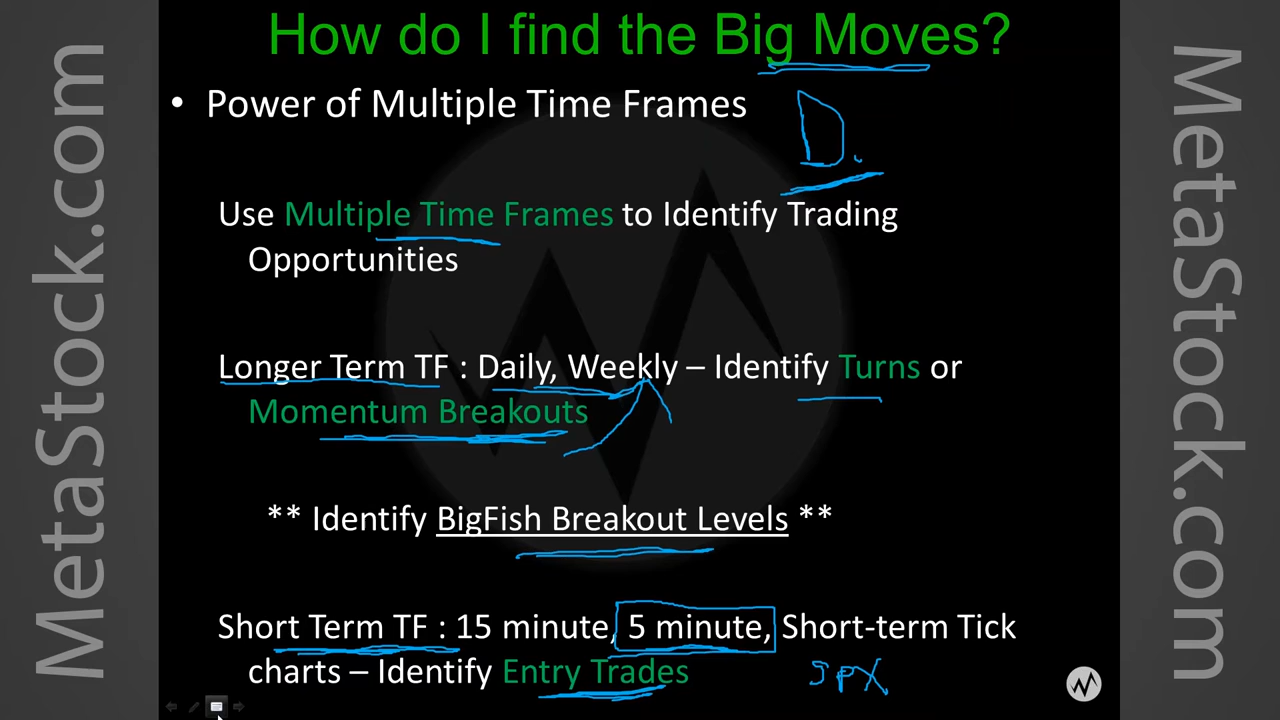 How do I find the Big Moves?
• Power of Multiple Time Frames
D.
Use Multiple Time Frames to Identify Trading
Opportunities
Longer Term TF : Daily, Weekly – Identify Turns or
Momentum Breakouts
** Identify BigFish Breakout Levels **
Short Term TF : 15 minute, 5 minute, Short-term Tick
charts – Identify Entry Trades
SPX
MetaStock.com
MetaStock.com